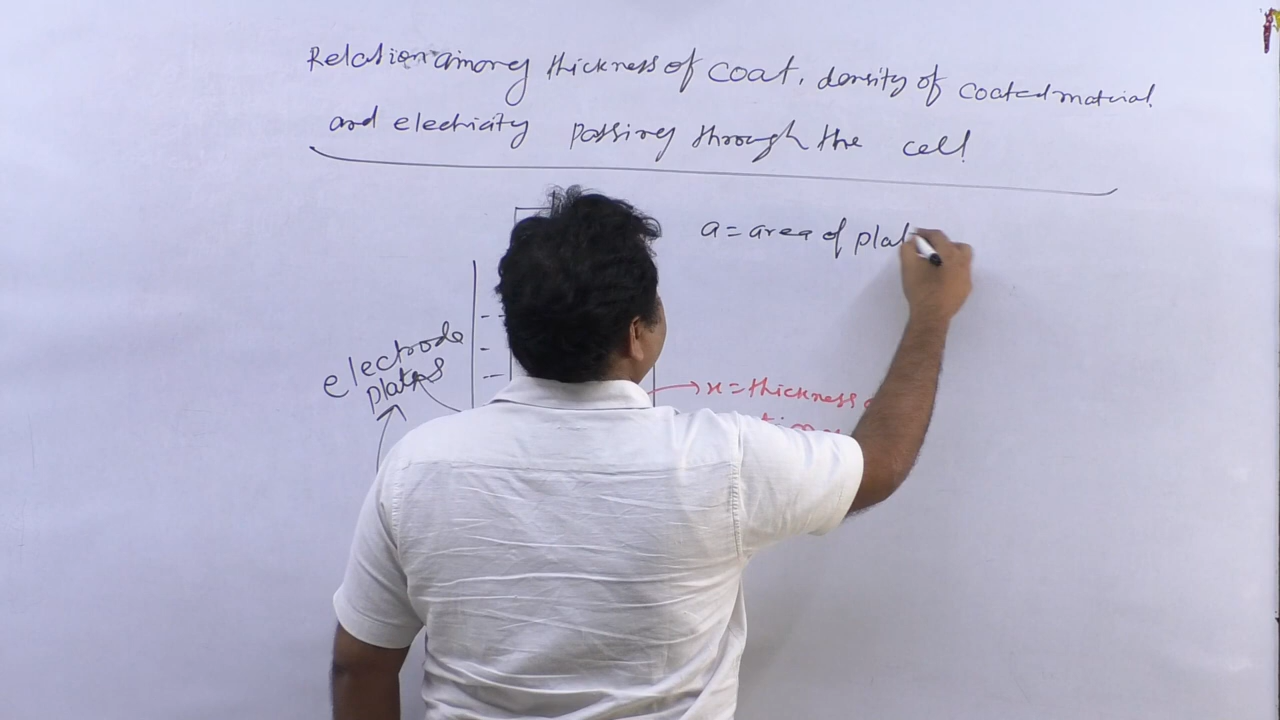 Relation among thickness of coat, density of coated material
and electricity passing through the cell
a = area of plat
electrode
plates
x = thickness